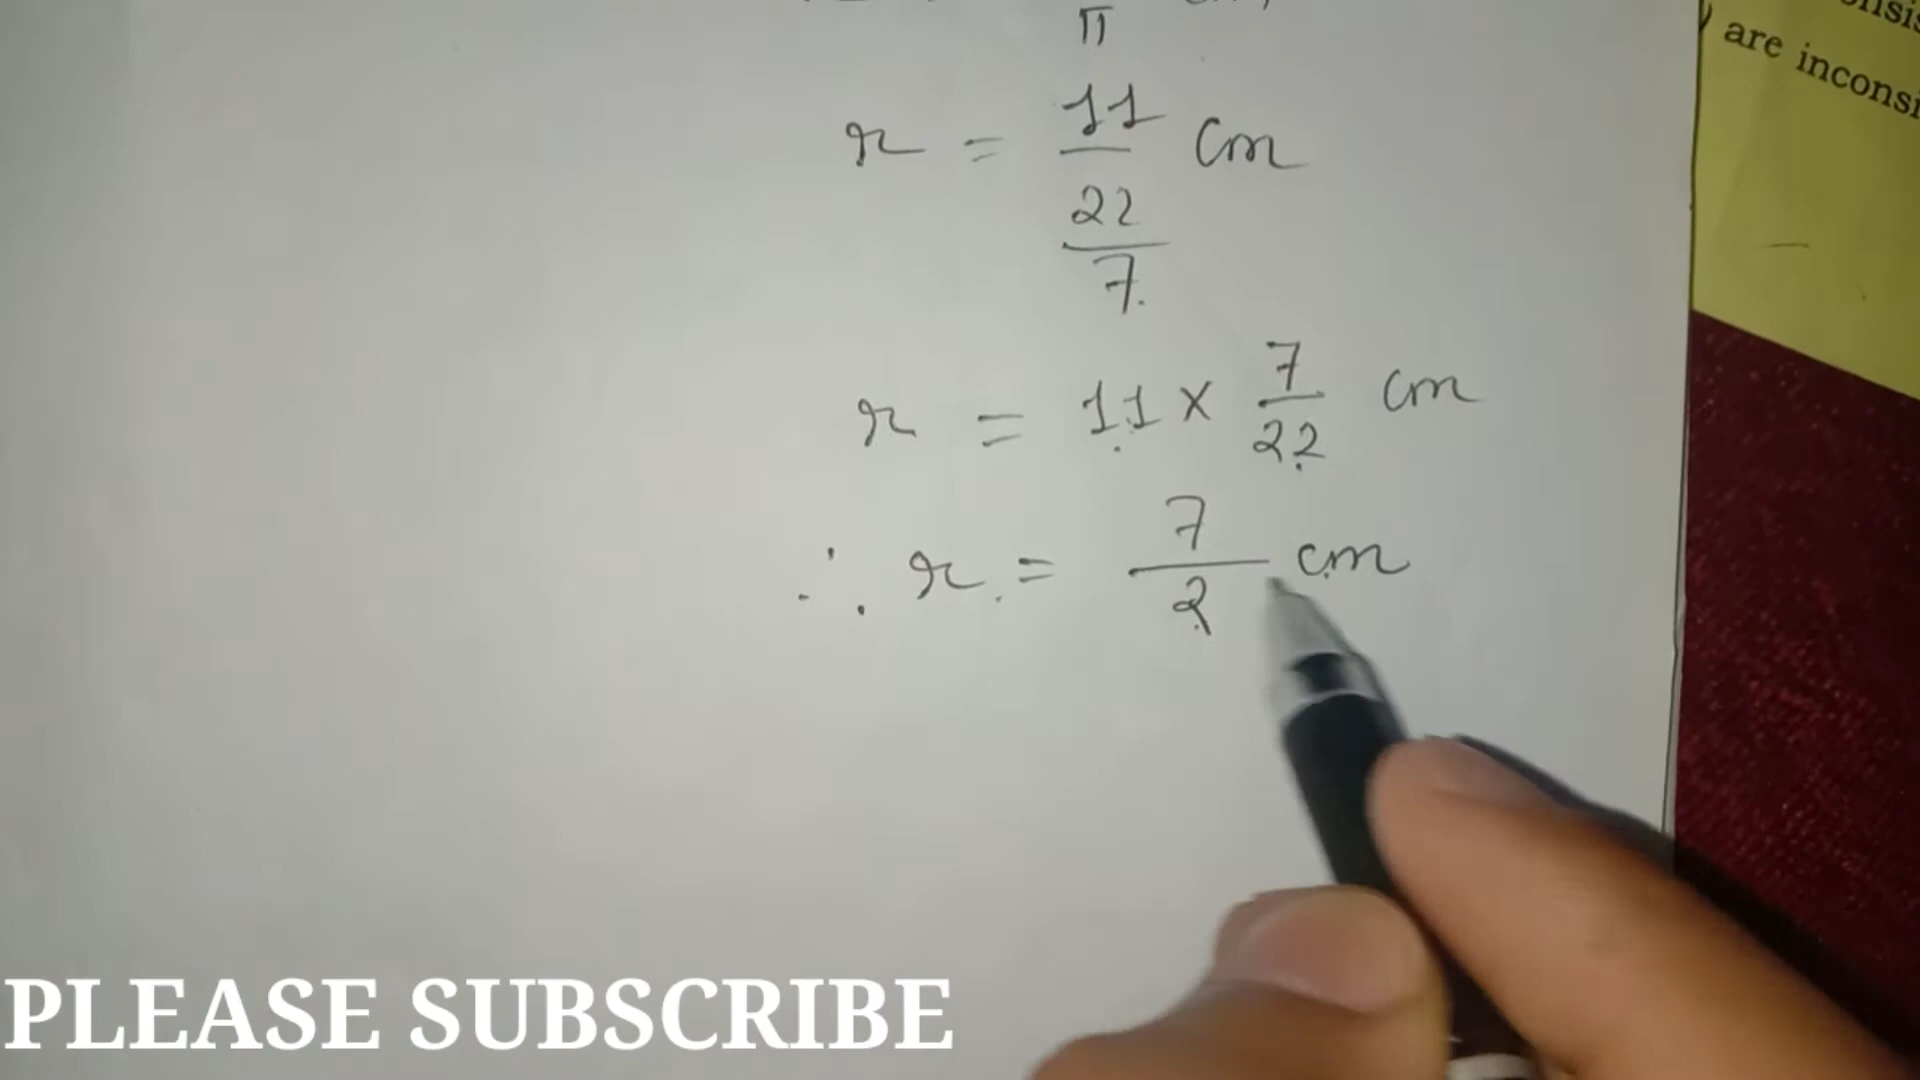 π
r = 11 cm
22
7
r = 11 × 7/22 cm
∴ r = 7/2 cm
are inconsi
PLEASE SUBSCRIBE